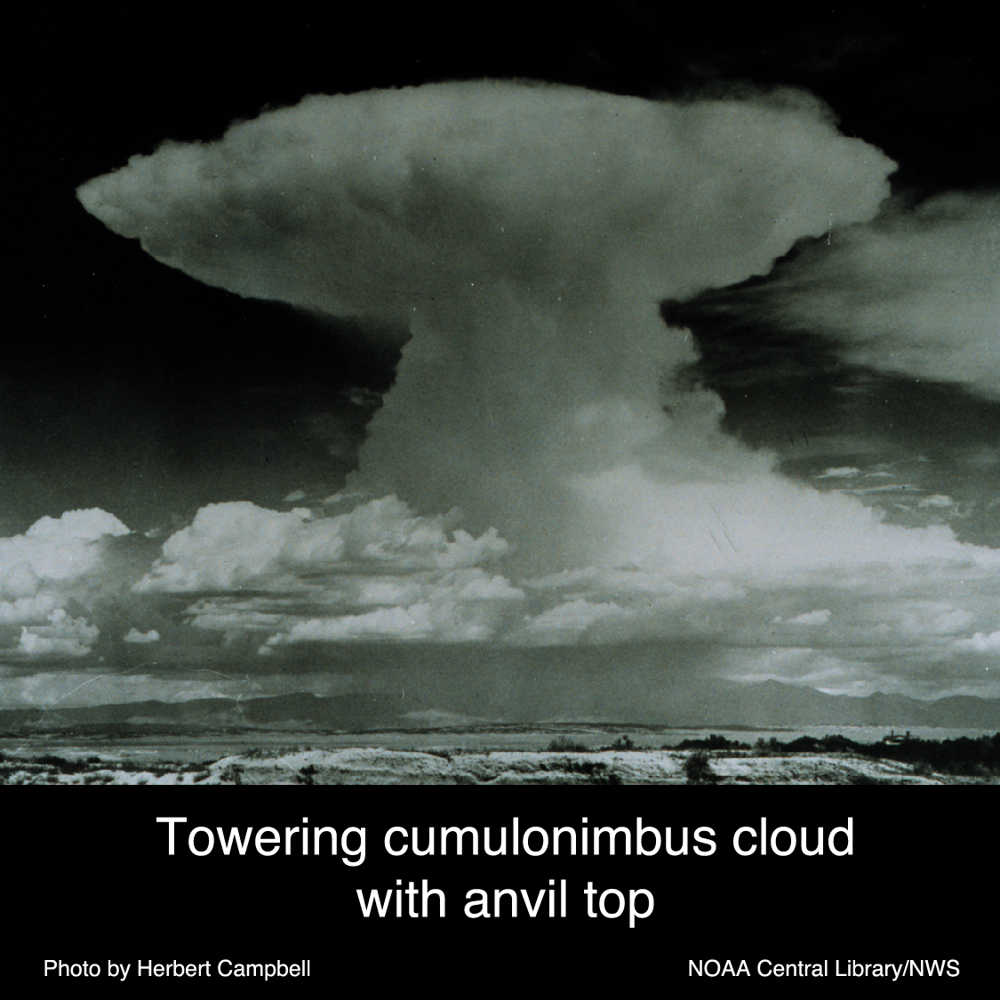 Towering cumulonimbus cloud
with anvil top
Photo by Herbert Campbell
NOAA Central Library/NWS